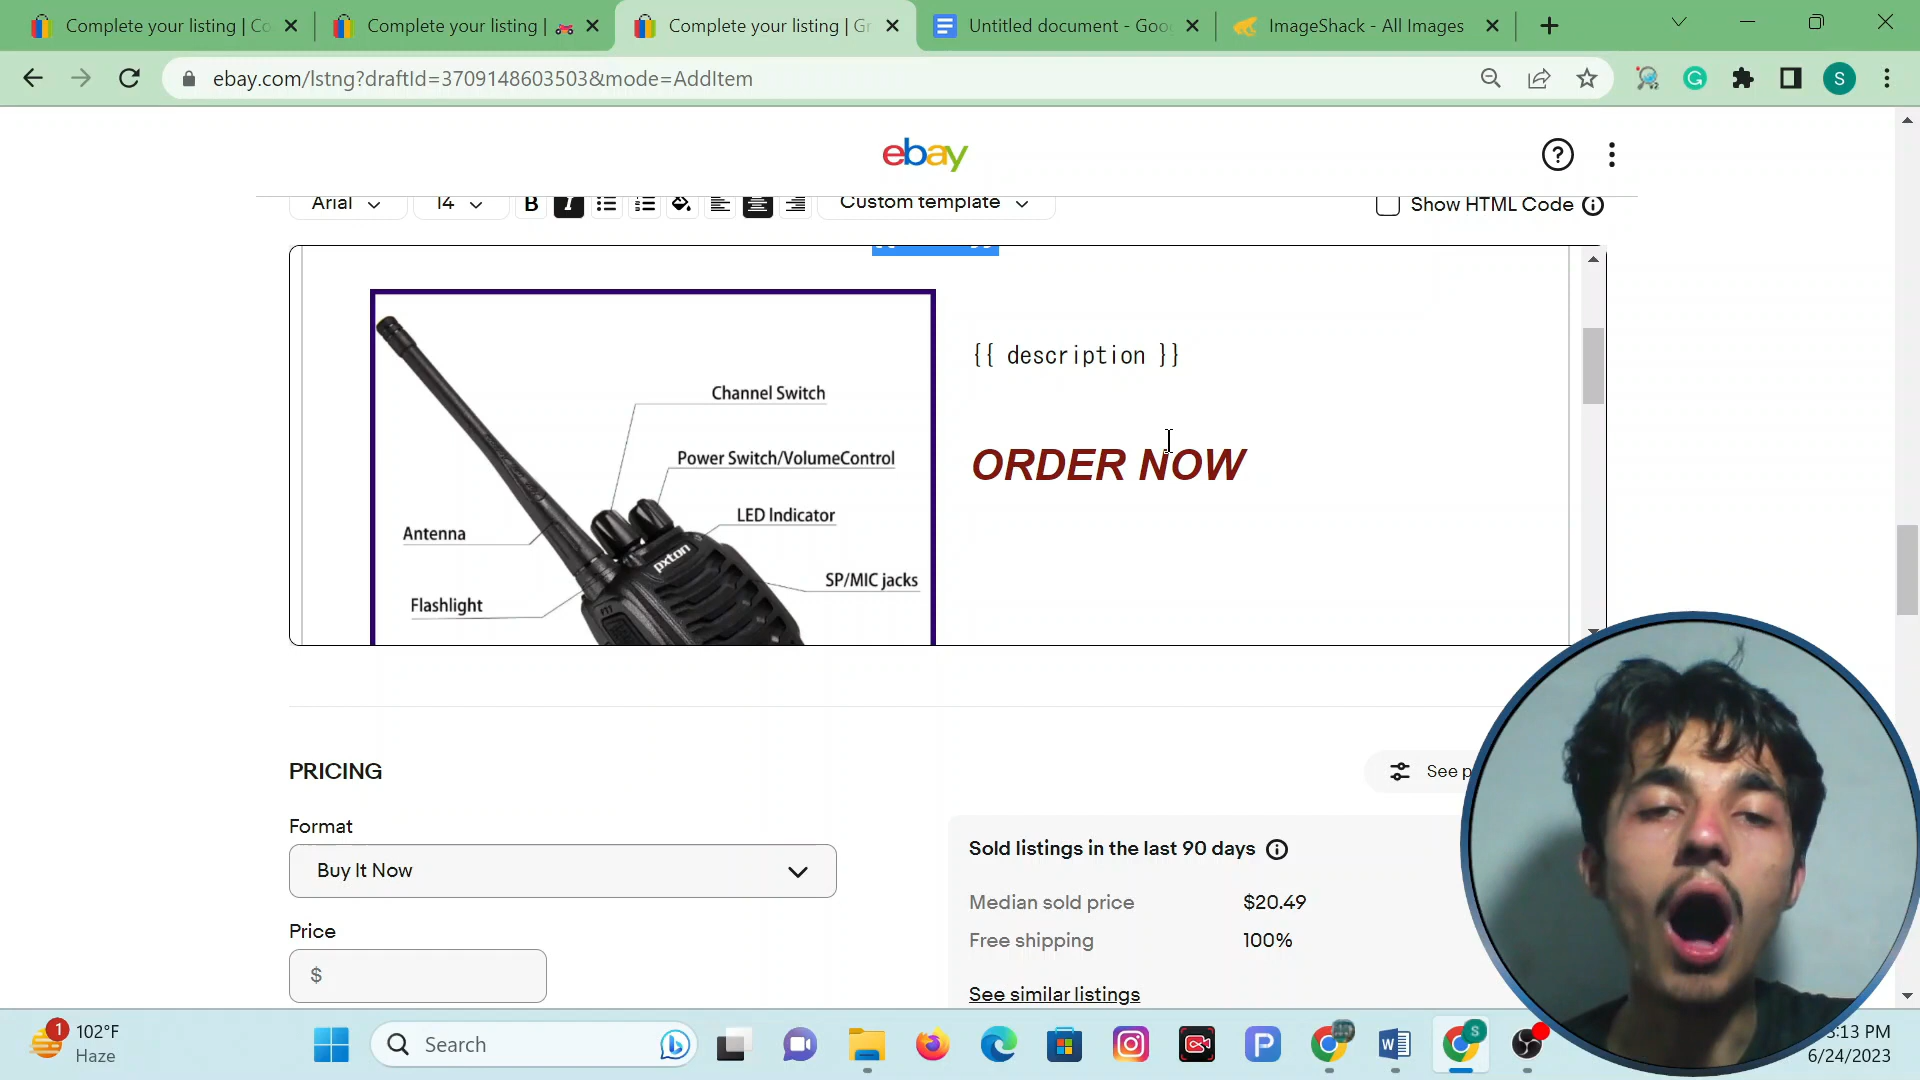 Complete your listing | Co
Complete your listing |
Complete your listing | Gr
Untitled document - Goo
ImageShack - All Images
ebay.com/lstng?draftId=3709148603503&mode=AddItem
S
ebay
Arial
14
B
I
Custom template
Show HTML Code
{{ description }}
Channel Switch
Power Switch/VolumeControl
ORDER NOW
LED Indicator
Antenna
pxton
SP/MIC jacks
Flashlight
PRICING
See p
Format
Buy It Now
Sold listings in the last 90 days
Median sold price $20.49
Price
Free shipping 100%
$
See similar listings
1
102°F
Haze
Search
S
:13 PM
6/24/2023